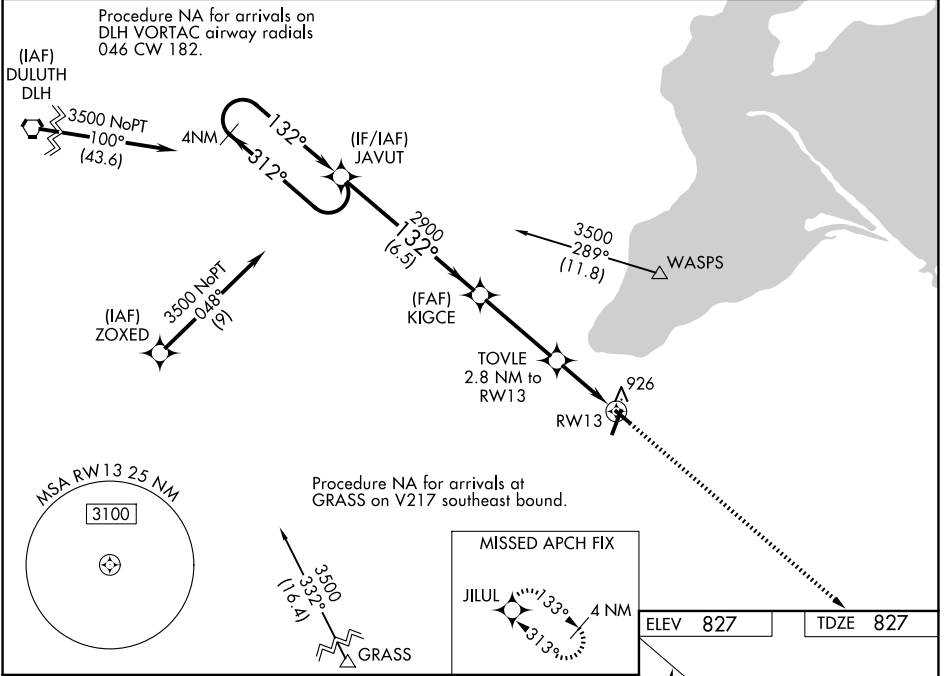 Procedure NA for arrivals on
DLH VORTAC airway radials
046 CW 182.
(IAF)
DULUTH
DLH
3500 NoPT
100°
(43.6)
4NM
132°
312°
(IF/IAF)
JAVUT
2900
132°
(6.5)
3500
289°
(11.8)
WASPS
(IAF)
ZOXED
3500 NoPT
048°
(9)
(FAF)
KIGCE
TOVLE
2.8 NM to
RW13
926
RW13
MSA RW13 25 NM
3100
Procedure NA for arrivals at
GRASS on V217 southeast bound.
3500
332°
(16.4)
GRASS
MISSED APCH FIX
JILUL
133°
313°
4 NM
ELEV 827
TDZE 827